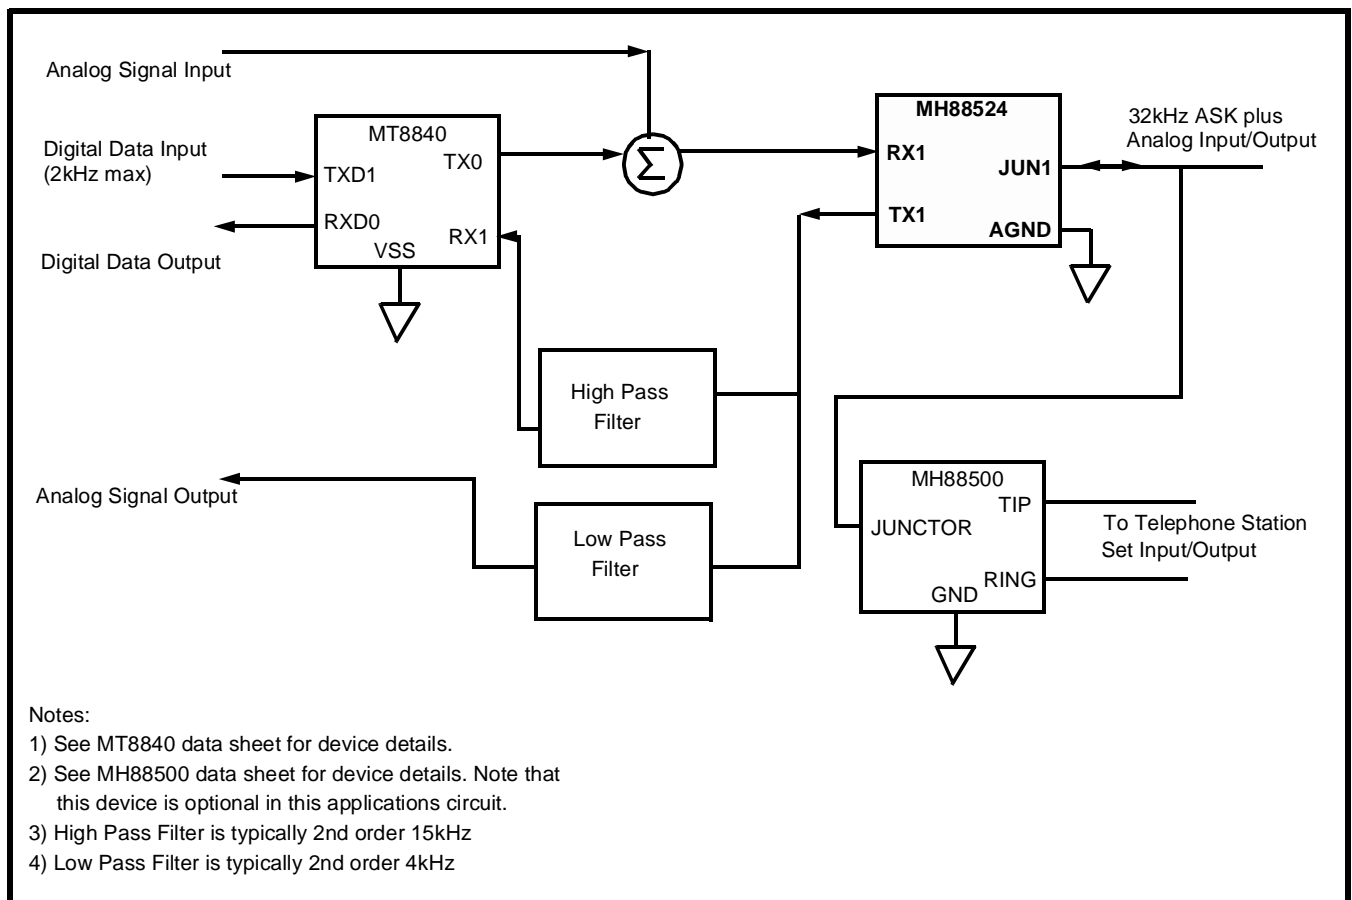 Analog Signal Input
Digital Data Input
(2kHz max)
Digital Data Output
Analog Signal Output
MT8840
TX0
TXD1
RXD0
RX1
VSS
Σ
MH88524
RX1
JUN1
TX1
AGND
32kHz ASK plus
Analog Input/Output
High Pass
Filter
Low Pass
Filter
MH88500
TIP
JUNCTOR
RING
GND
To Telephone Station
Set Input/Output
Notes:
1) See MT8840 data sheet for device details.
2) See MH88500 data sheet for device details. Note that
this device is optional in this applications circuit.
3) High Pass Filter is typically 2nd order 15kHz
4) Low Pass Filter is typically 2nd order 4kHz